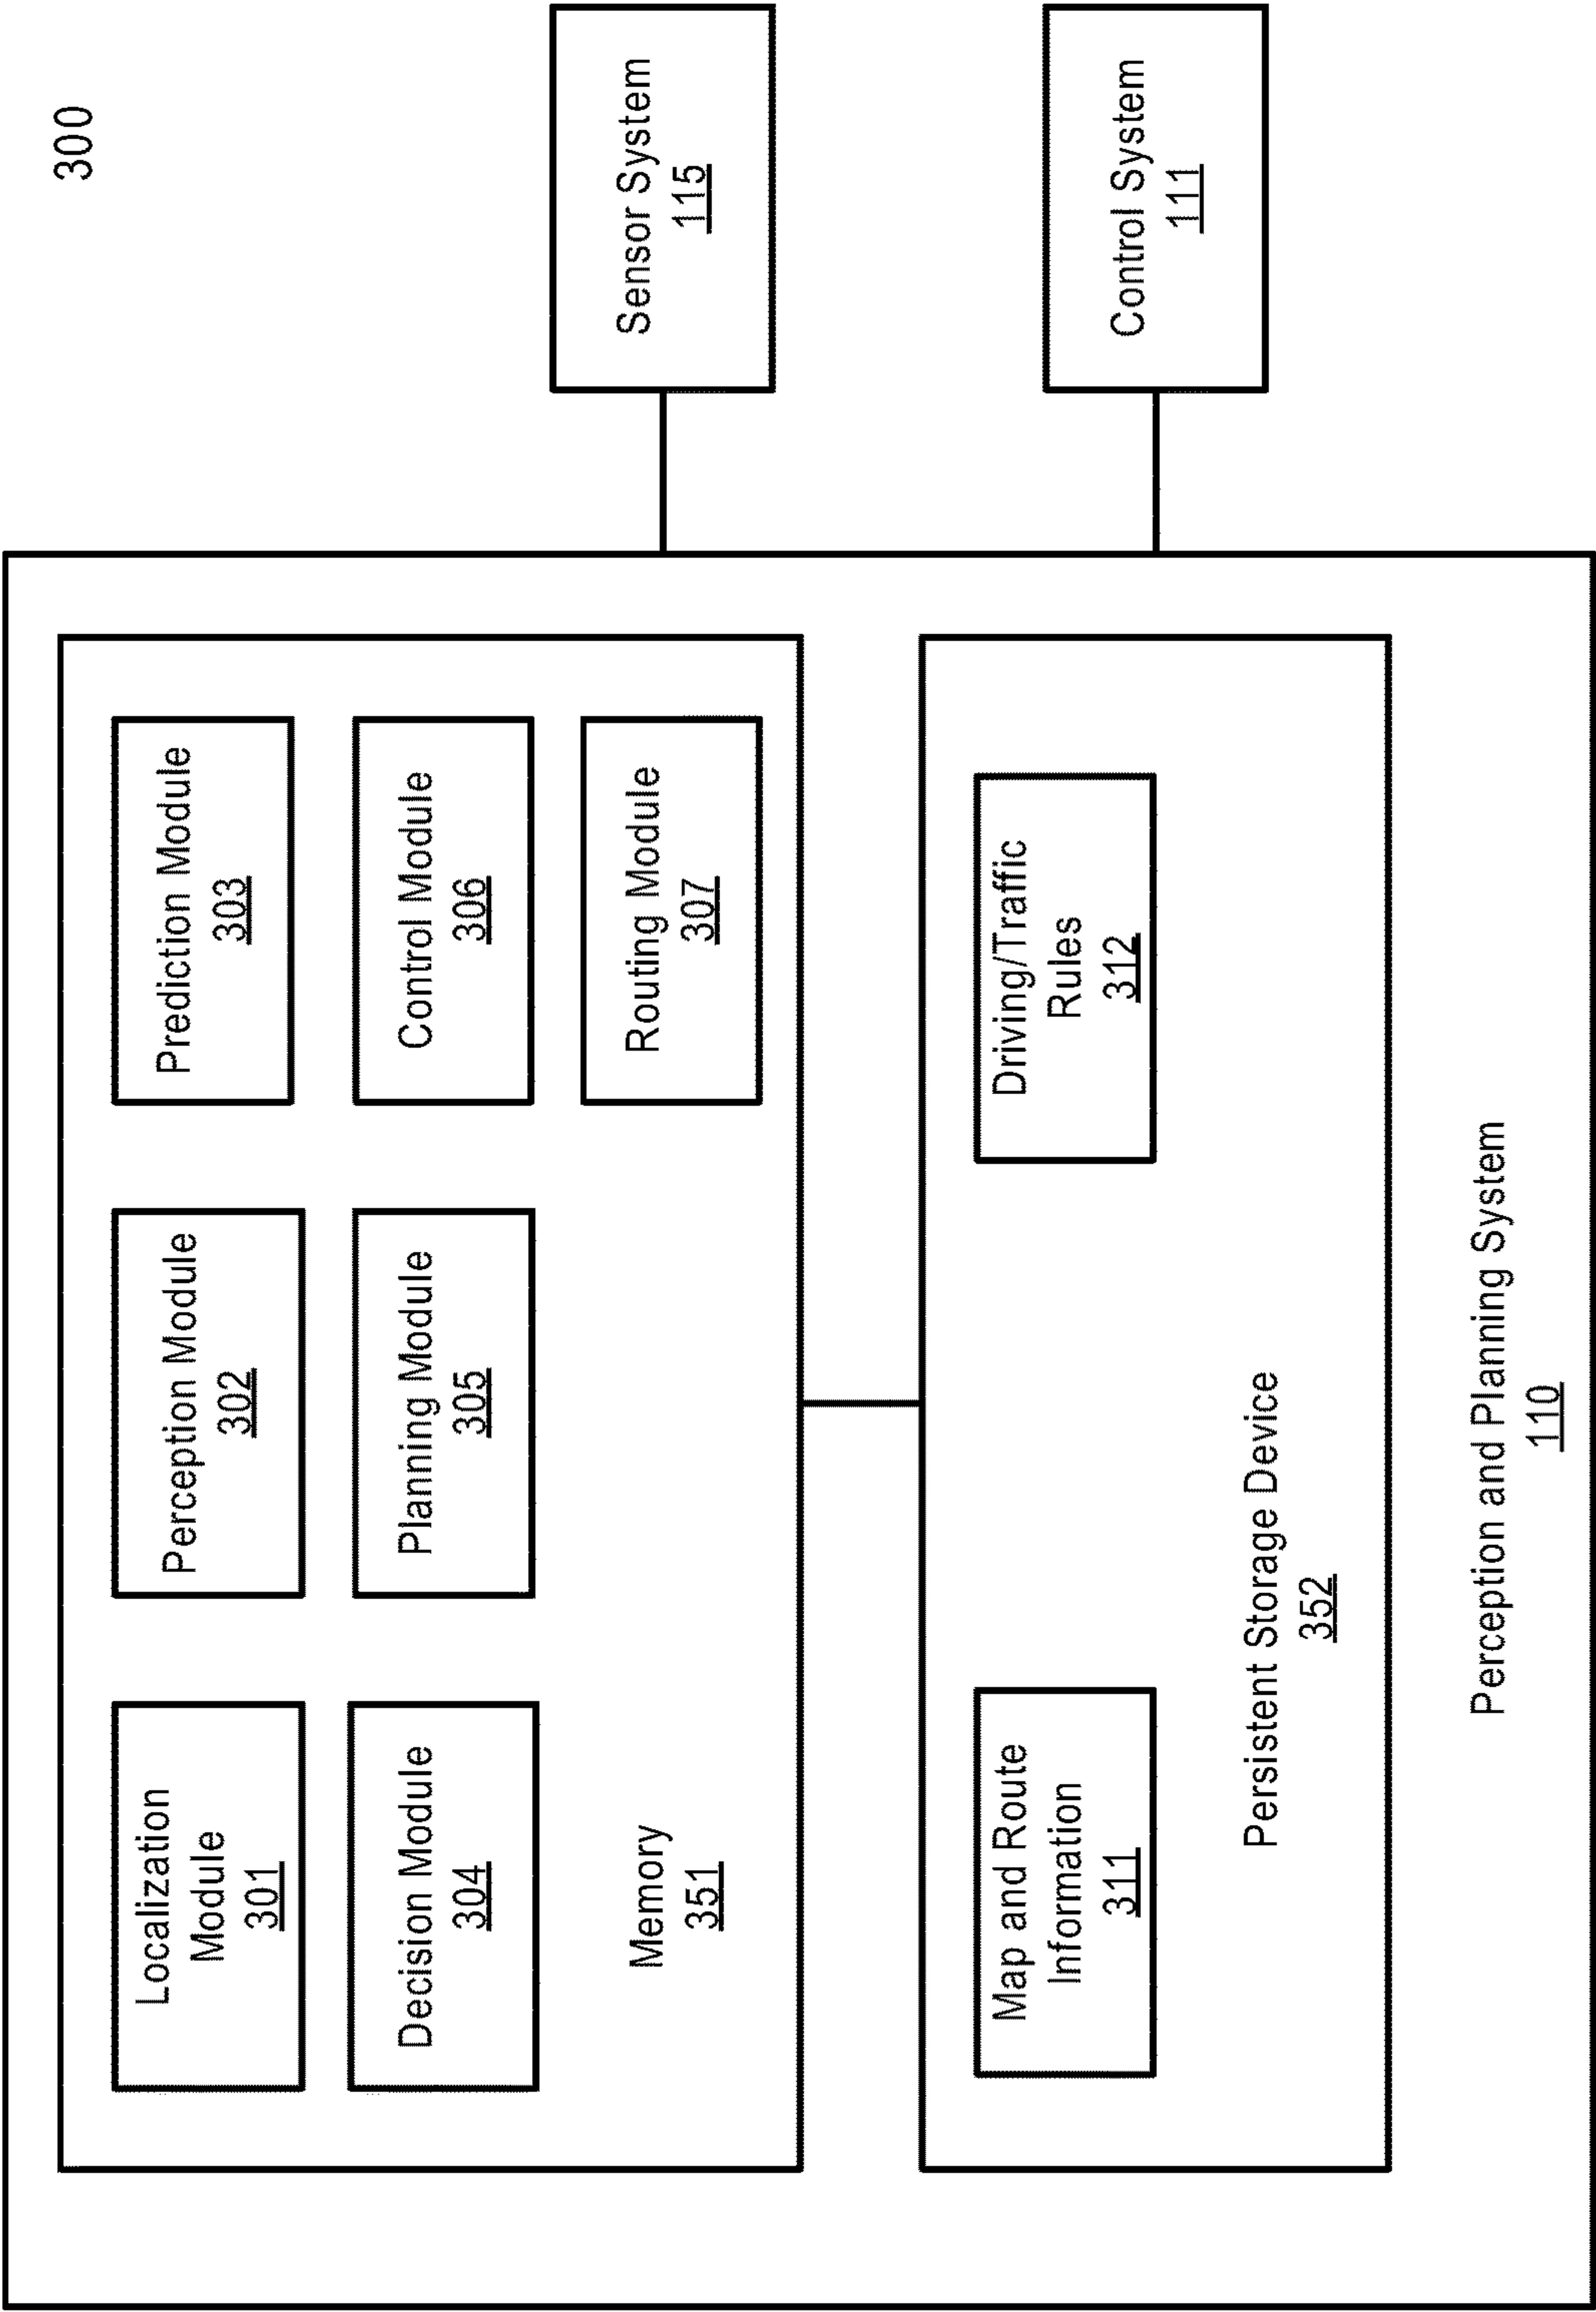 300
Localization
Module
301
Perception Module
302
Prediction Module
303
Decision Module
304
Planning Module
305
Control Module
306
Routing Module
307
Memory
351
Sensor System
115
Map and Route
Information
311
Driving/Traffic
Rules
312
Persistent Storage Device
352
Control System
111
Perception and Planning System
110